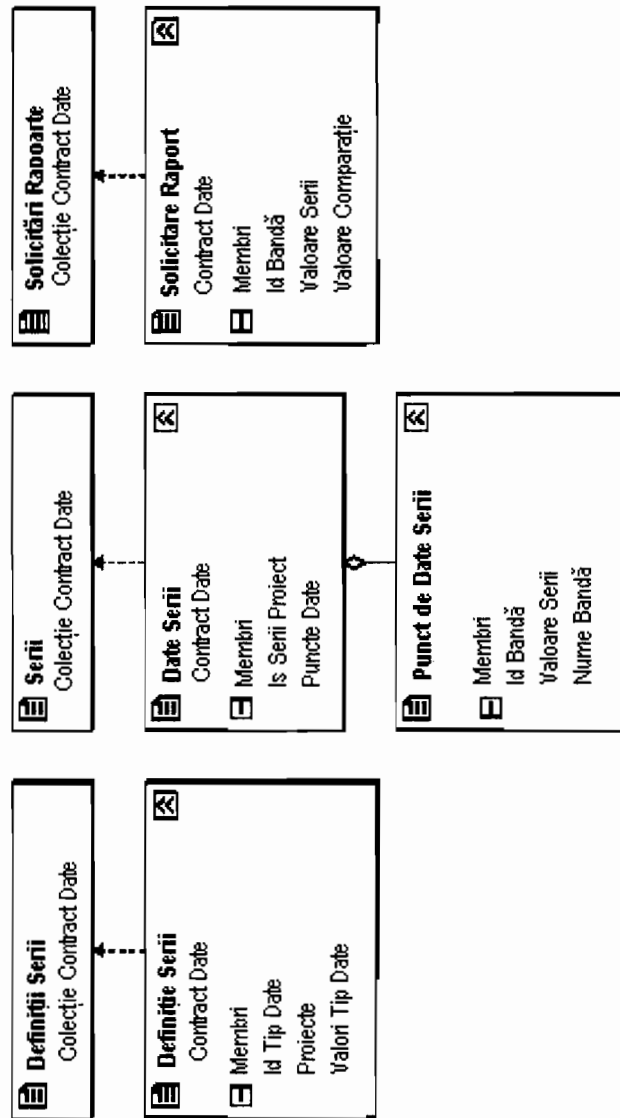 Definiții Serii
Colecție Contract Date
Definiție Serii
Contract Date
Membri
Id Tip Date
Proiecte
Valori Tip Date
Serii
Colecție Contract Date
Date Serii
Contract Date
Membri
Is Serii Proiect
Puncte Date
Punct de Date Serii
Membri
Id Bandă
Valoare Serii
Nume Bandă
Solicitări Rapoarte
Colecție Contract Date
Solicitare Raport
Contract Date
Membri
Id Bandă
Valoare Serii
Valoare Comparație